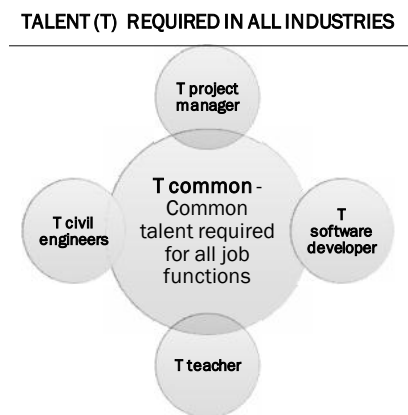 TALENT (T) REQUIRED IN ALL INDUSTRIES
T project
manager
T common -
Common
talent required
for all job
functions
T civil
engineers
T
software
developer
T teacher